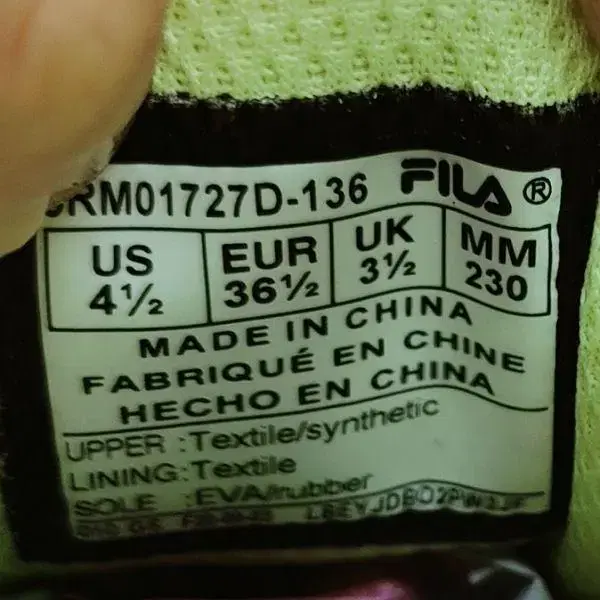 RM01727D-136 FILA®
US EUR UK MM
4½ 36½ 3½ 230
MADE IN CHINA
FABRIQUÉ EN CHINE
HECHO EN CHINA
UPPER :Textile/synthetic
LINING:Textile
SOLE :EVA/rubber